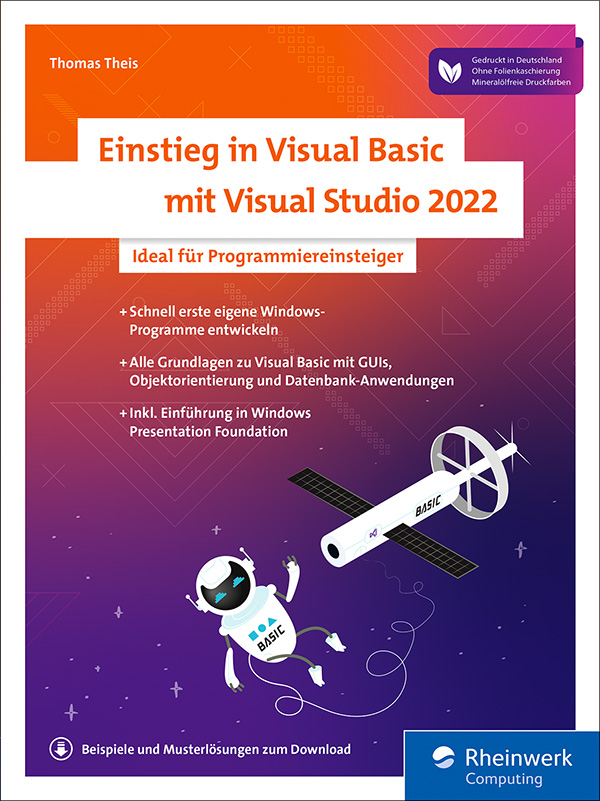 Thomas Theis
Gedruckt in Deutschland
Ohne Folienkaschierung
Mineralölfreie Druckfarben
Einstieg in Visual Basic
mit Visual Studio 2022
Ideal für Programmiereinsteiger
+ Schnell erste eigene Windows-
Programme entwickeln
+ Alle Grundlagen zu Visual Basic mit GUIs,
Objektorientierung und Datenbank-Anwendungen
+ Inkl. Einführung in Windows
Presentation Foundation
BASIC
BASIC
Beispiele und Musterlösungen zum Download
Rheinwerk
Computing